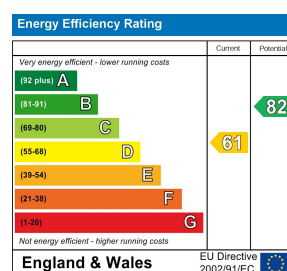 Energy Efficiency Rating
Current Potential
Very energy efficient - lower running costs
(92 plus) A
(81-91) B
82
(69-80) C
(55-68) D
61
(39-54) E
(21-38) F
(1-20) G
Not energy efficient - higher running costs
England & Wales
EU Directive
2002/91/EC